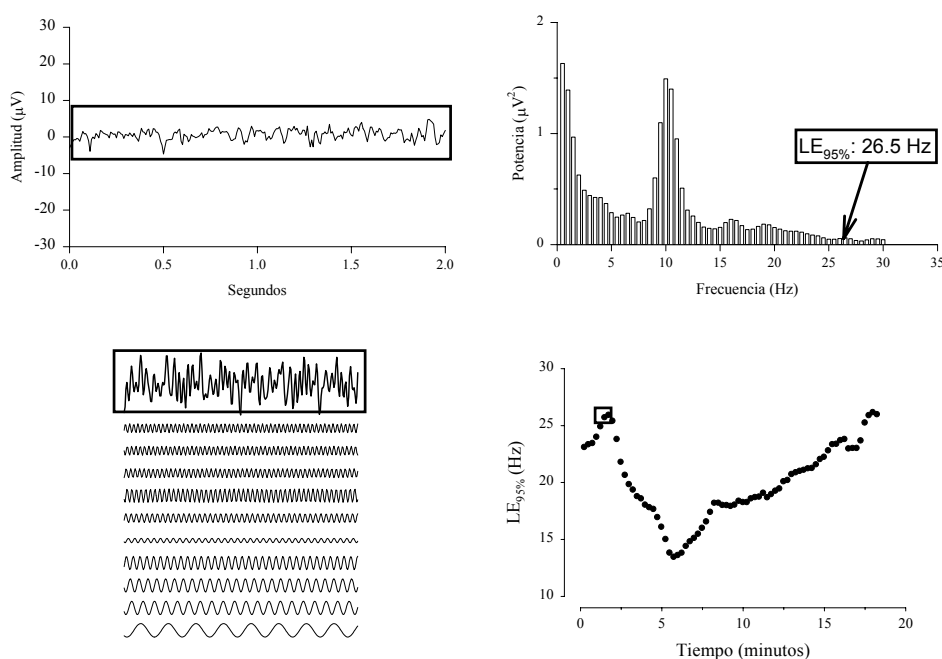 30
20
10
0
-10
-20
-30
Amplitud (μV)
0.0 0.5 1.0 1.5 2.0
Segundos
2
1
0
Potencia (μV²)
LE95%: 26.5 Hz
0 5 10 15 20 25 30 35
Frecuencia (Hz)
30
25
20
15
10
LE95% (Hz)
0 5 10 15 20
Tiempo (minutos)